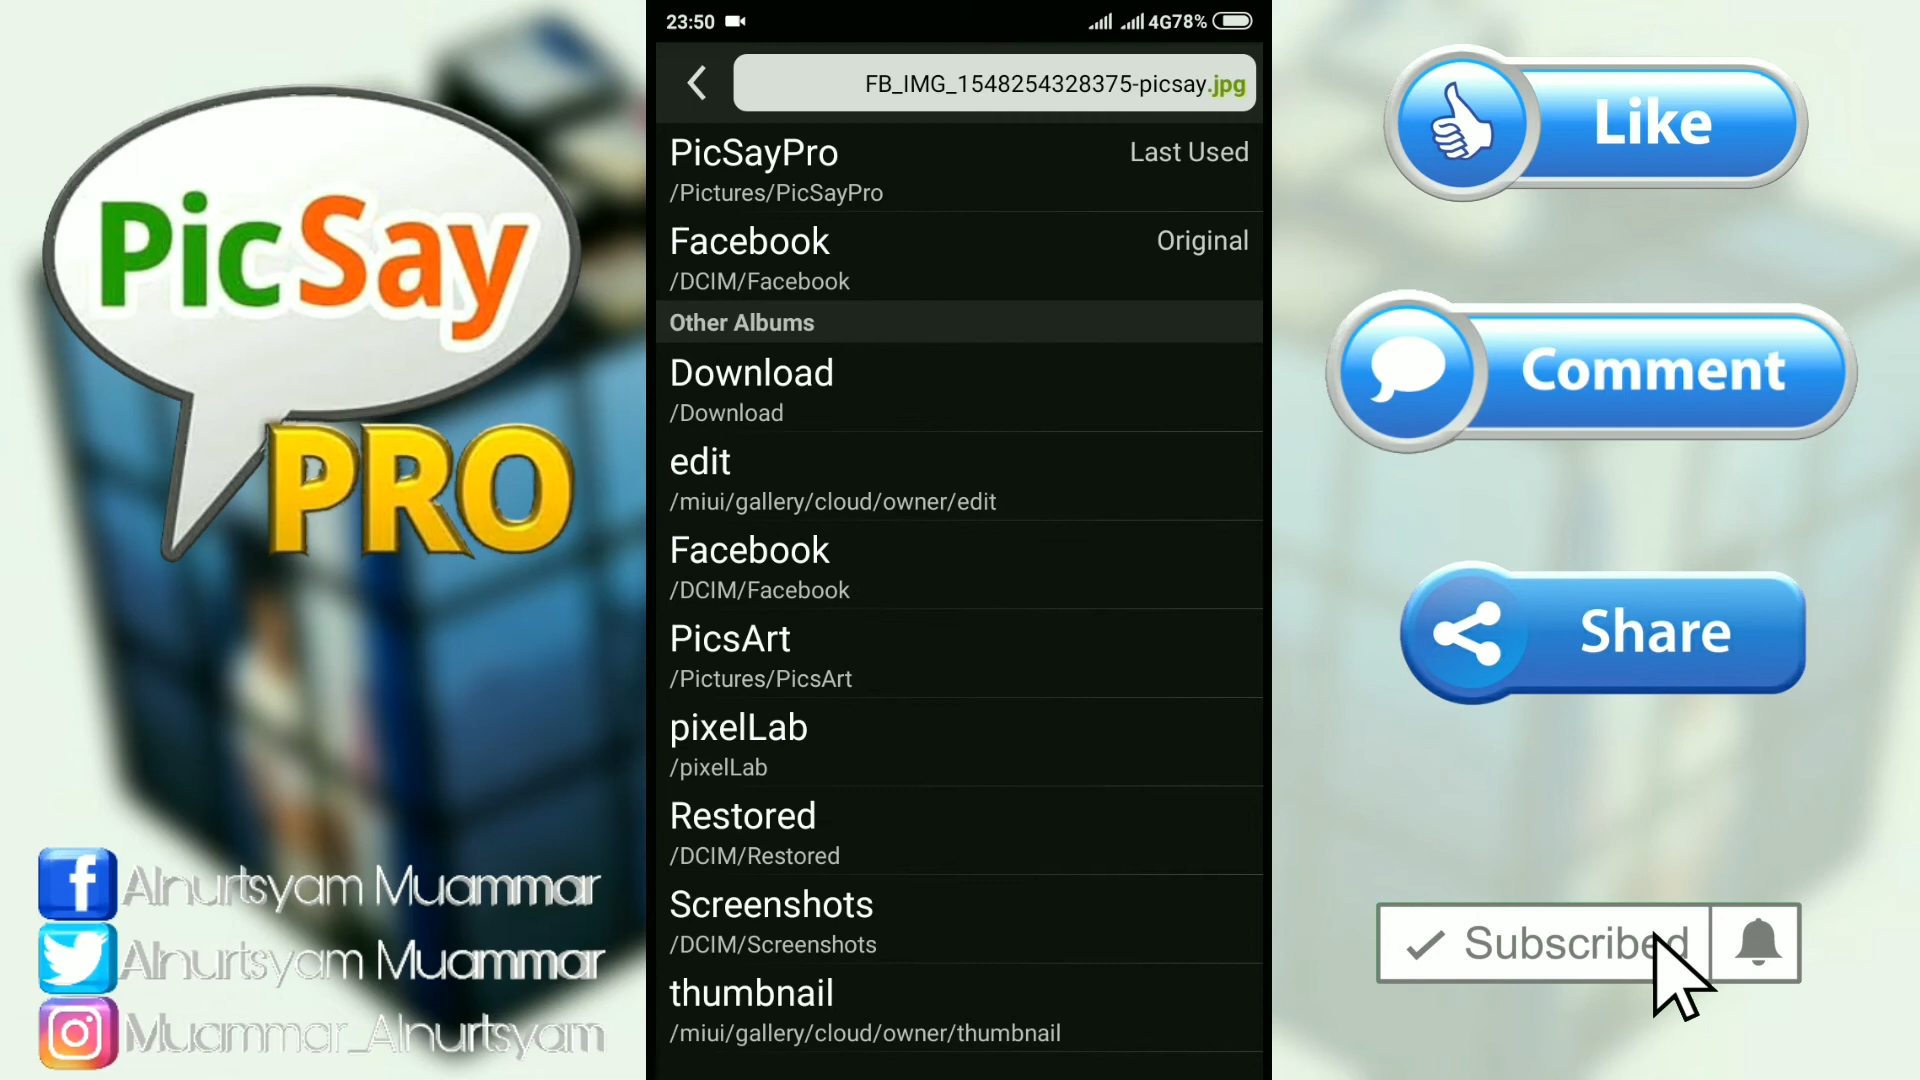 PicSay
PRO
Alnurtsyam Muammar
Alnurtsyam Muammar
Muammar_Alnurtsyam
23:50
4G78%
FB_IMG_1548254328375-picsay.jpg
PicSayPro
Last Used
/Pictures/PicSayPro
Facebook
Original
/DCIM/Facebook
Other Albums
Download
/Download
edit
/miui/gallery/cloud/owner/edit
Facebook
/DCIM/Facebook
PicsArt
/Pictures/PicsArt
pixelLab
/pixelLab
Restored
/DCIM/Restored
Screenshots
/DCIM/Screenshots
thumbnail
/miui/gallery/cloud/owner/thumbnail
Like
Comment
Share
Subscribed